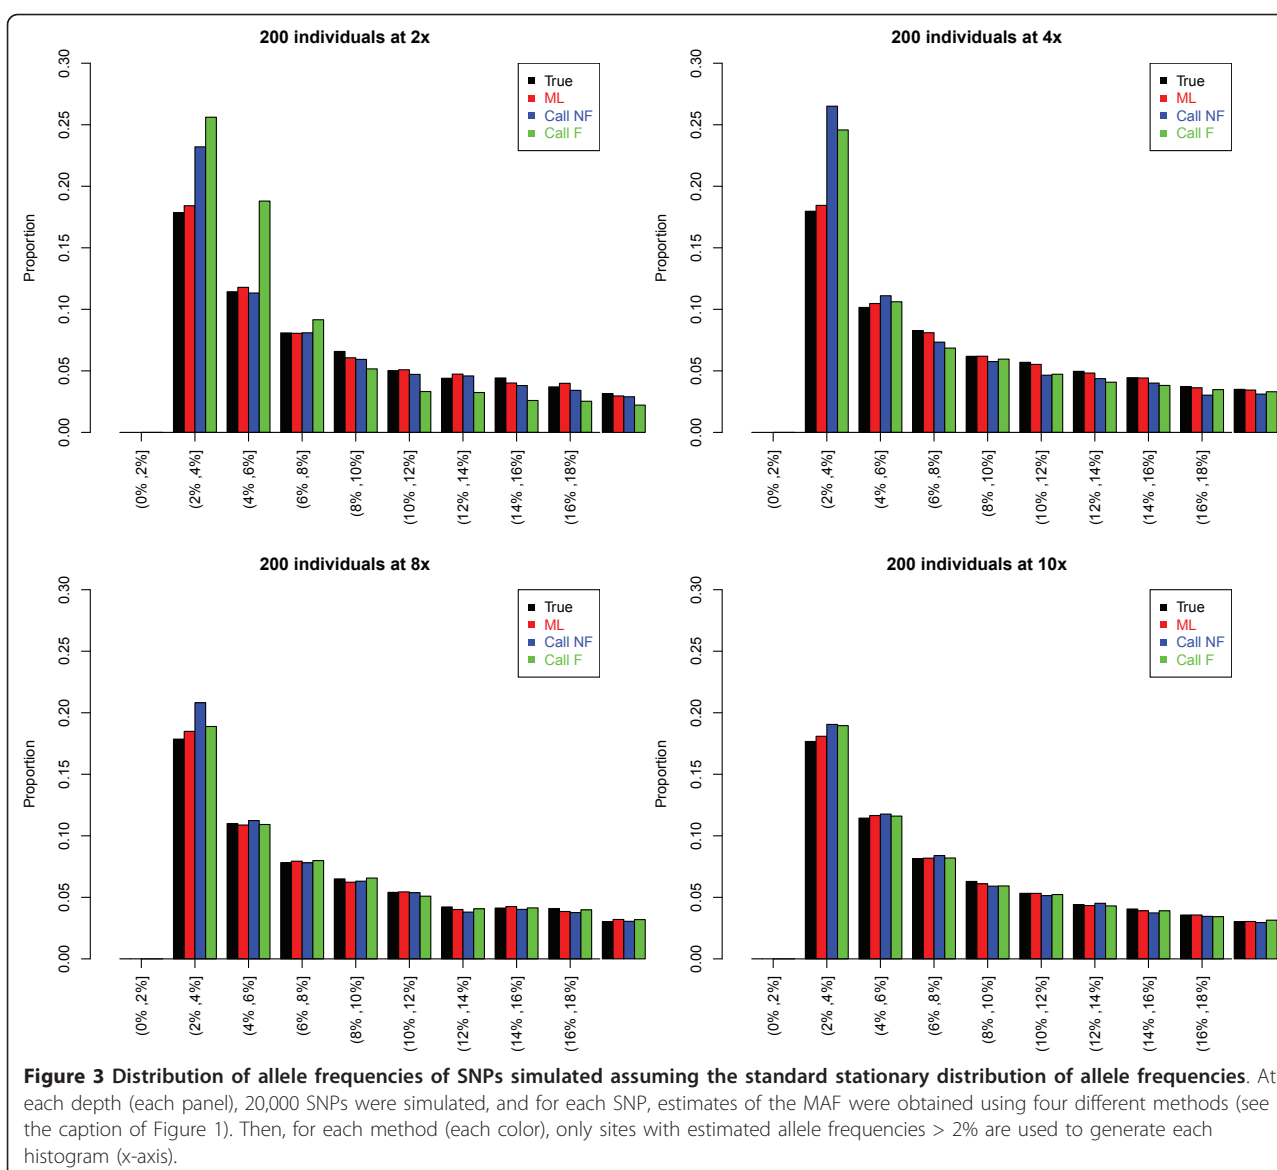 200 individuals at 2x
Proportion
0.00 0.05 0.10 0.15 0.20 0.25 0.30
True
ML
Call NF
Call F
(0% ,2%]
(2% ,4%]
(4% ,6%]
(6% ,8%]
(8% ,10%]
(10% ,12%]
(12% ,14%]
(14% ,16%]
(16% ,18%]
200 individuals at 4x
Proportion
0.00 0.05 0.10 0.15 0.20 0.25 0.30
True
ML
Call NF
Call F
(0% ,2%]
(2% ,4%]
(4% ,6%]
(6% ,8%]
(8% ,10%]
(10% ,12%]
(12% ,14%]
(14% ,16%]
(16% ,18%]
200 individuals at 8x
Proportion
0.00 0.05 0.10 0.15 0.20 0.25 0.30
True
ML
Call NF
Call F
(0% ,2%]
(2% ,4%]
(4% ,6%]
(6% ,8%]
(8% ,10%]
(10% ,12%]
(12% ,14%]
(14% ,16%]
(16% ,18%]
200 individuals at 10x
Proportion
0.00 0.05 0.10 0.15 0.20 0.25 0.30
True
ML
Call NF
Call F
(0% ,2%]
(2% ,4%]
(4% ,6%]
(6% ,8%]
(8% ,10%]
(10% ,12%]
(12% ,14%]
(14% ,16%]
(16% ,18%]
Figure 3 Distribution of allele frequencies of SNPs simulated assuming the standard stationary distribution of allele frequencies. At
each depth (each panel), 20,000 SNPs were simulated, and for each SNP, estimates of the MAF were obtained using four different methods (see
the caption of Figure 1). Then, for each method (each color), only sites with estimated allele frequencies > 2% are used to generate each
histogram (x-axis).